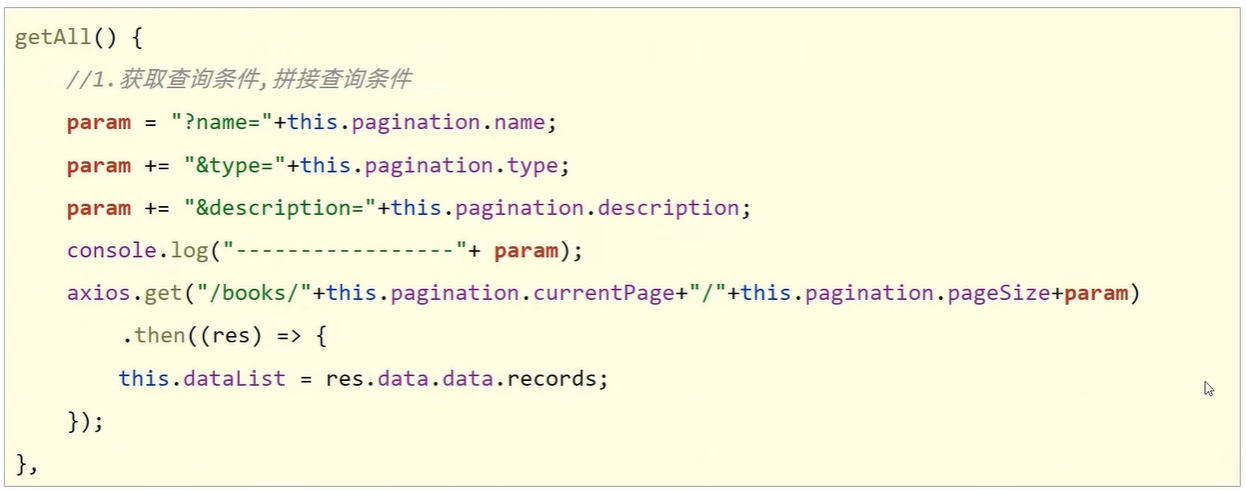 getAll() {
//1.获取查询条件,拼接查询条件
param = "?name="+this.pagination.name;
param += "&type="+this.pagination.type;
param += "&description="+this.pagination.description;
console.log("-----------------"+ param);
axios.get("/books/"+this.pagination.currentPage+"/"+this.pagination.pageSize+param)
.then((res) => {
this.dataList = res.data.data.records;
});
},